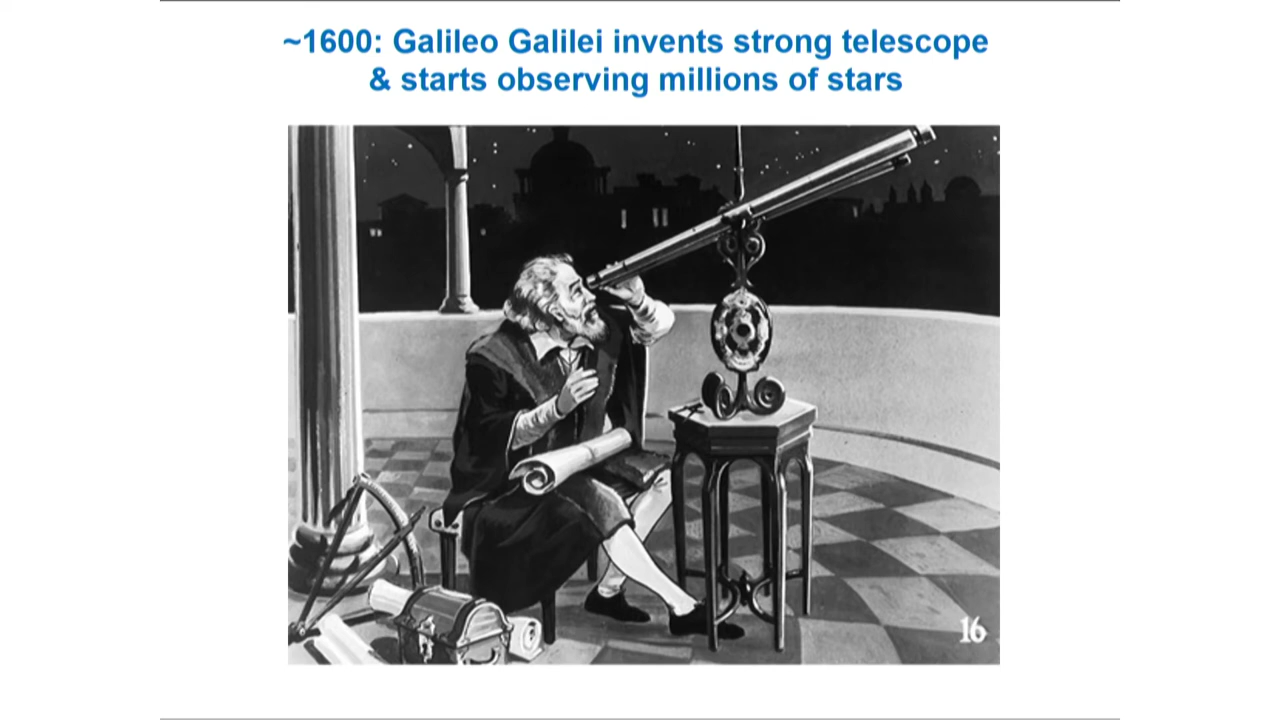 ~1600: Galileo Galilei invents strong telescope
& starts observing millions of stars
16